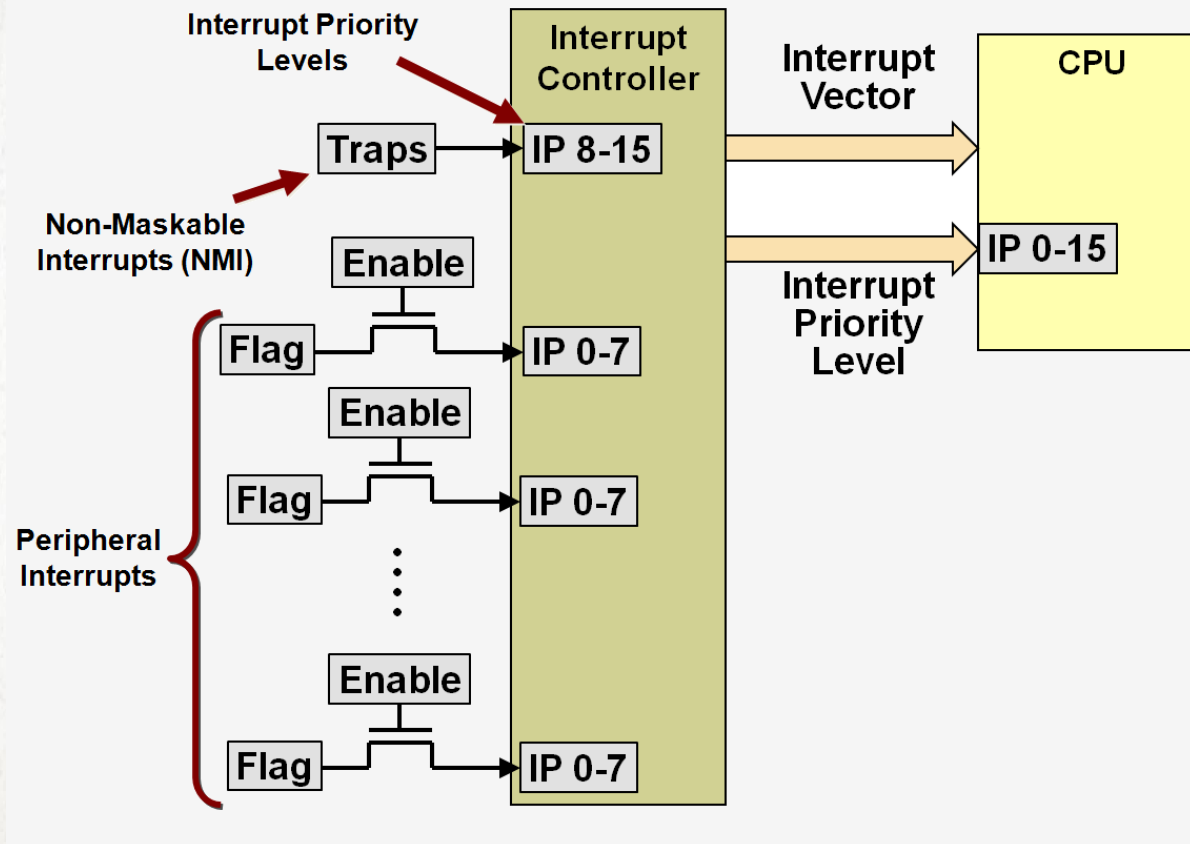 Interrupt Priority
Levels
Interrupt
Controller
Interrupt
Vector
CPU
Traps
IP 8-15
Non-Maskable
Interrupts (NMI)
IP 0-15
Interrupt
Priority
Level
Enable
Flag
IP 0-7
Enable
Flag
IP 0-7
Peripheral
Interrupts
Enable
Flag
IP 0-7